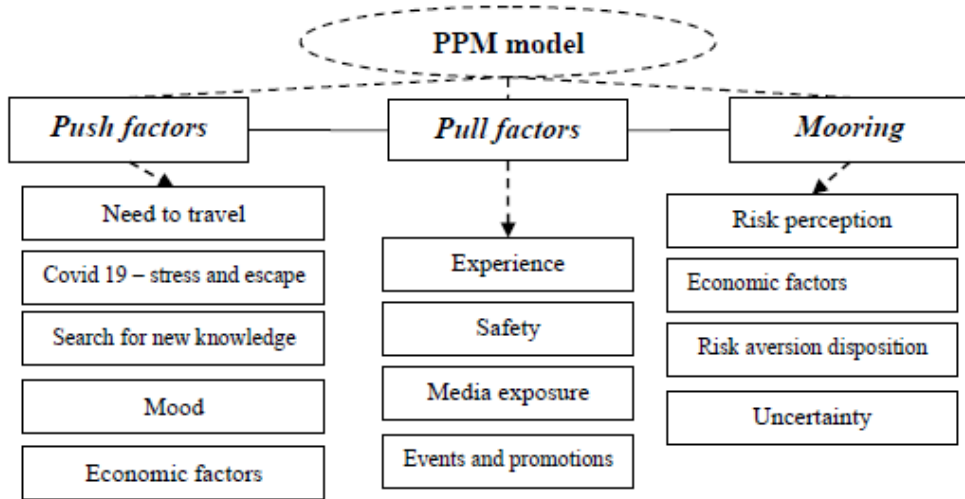 PPM model
Push factors
Pull factors
Mooring
Need to travel
Covid 19 – stress and escape
Search for new knowledge
Mood
Economic factors
Experience
Safety
Media exposure
Events and promotions
Risk perception
Economic factors
Risk aversion disposition
Uncertainty